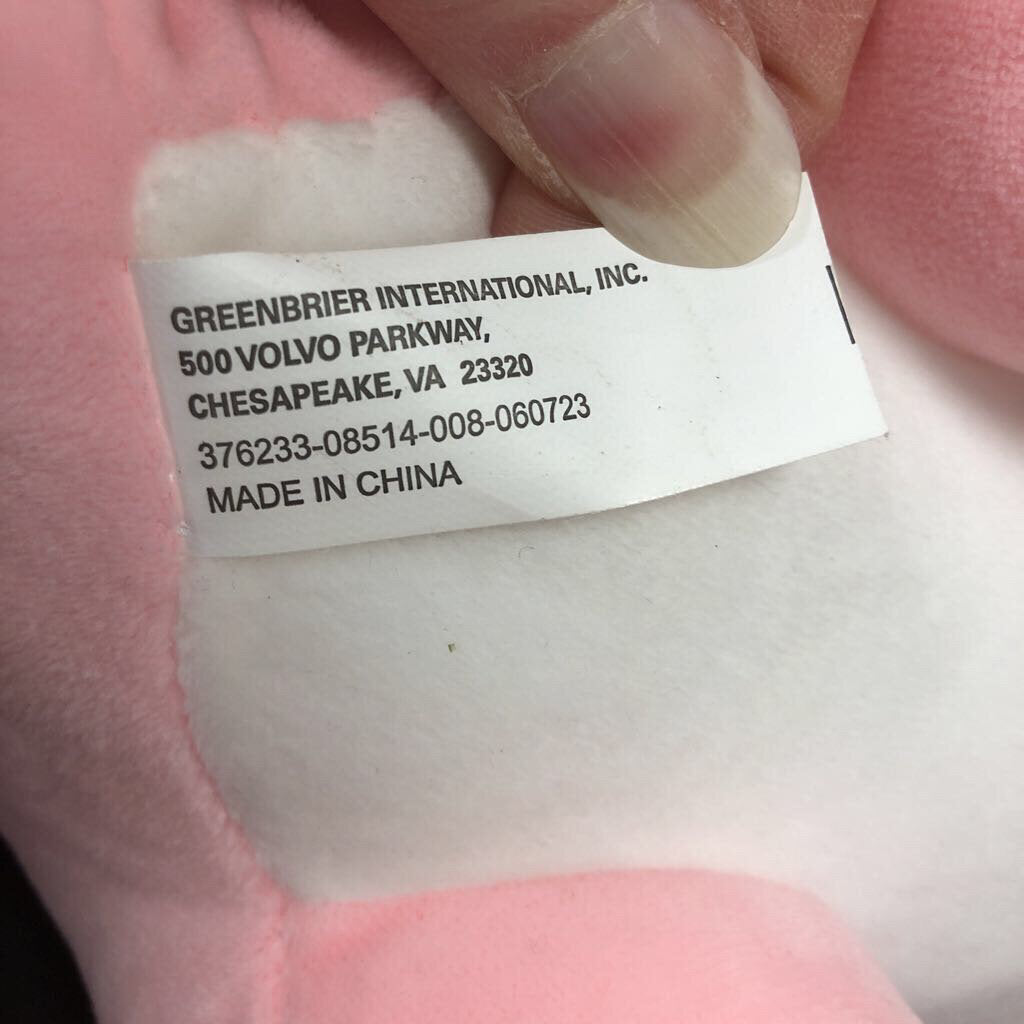 GREENBRIER INTERNATIONAL, INC.
500 VOLVO PARKWAY,
CHESAPEAKE, VA 23320
376233-08514-008-060723
MADE IN CHINA